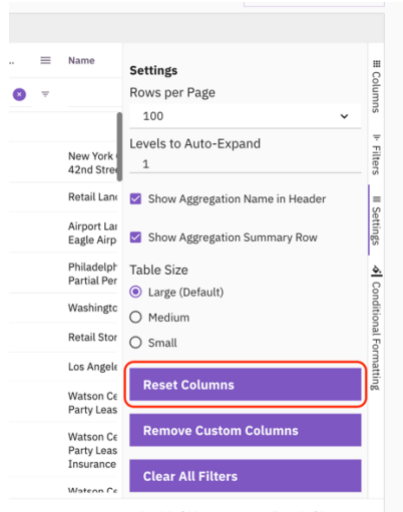 ..
Name
New York
42nd Stree
Retail Lan
Airport Lan
Eagle Airp
Philadelph
Partial Per
Washingto
Retail Stor
Los Angele
Watson Ce
Party Leas
Watson Ce
Party Leas
Insurance
Watson Ce
Settings
Rows per Page
100
Levels to Auto-Expand
1
Show Aggregation Name in Header
Show Aggregation Summary Row
Table Size
Large (Default)
Medium
Small
Reset Columns
Remove Custom Columns
Clear All Filters
Columns
Filters
Settings
Conditional Formatting